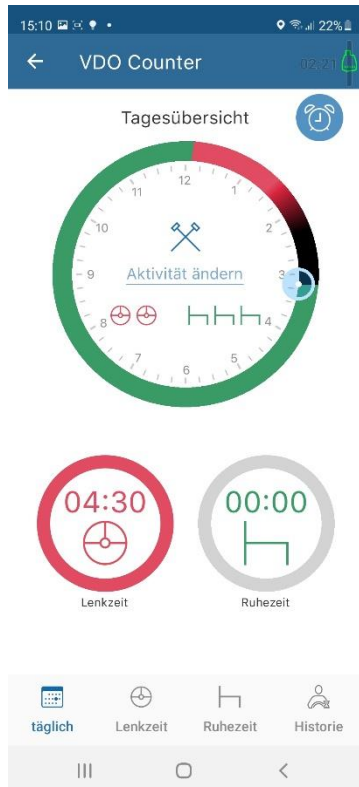 15:10 22%
VDO Counter 02:21
Tagesübersicht
12
11 1
10 2
Aktivität ändern
9 3
8 4
7 5
6
04:30 00:00
Lenkzeit Ruhezeit
täglich Lenkzeit Ruhezeit Historie